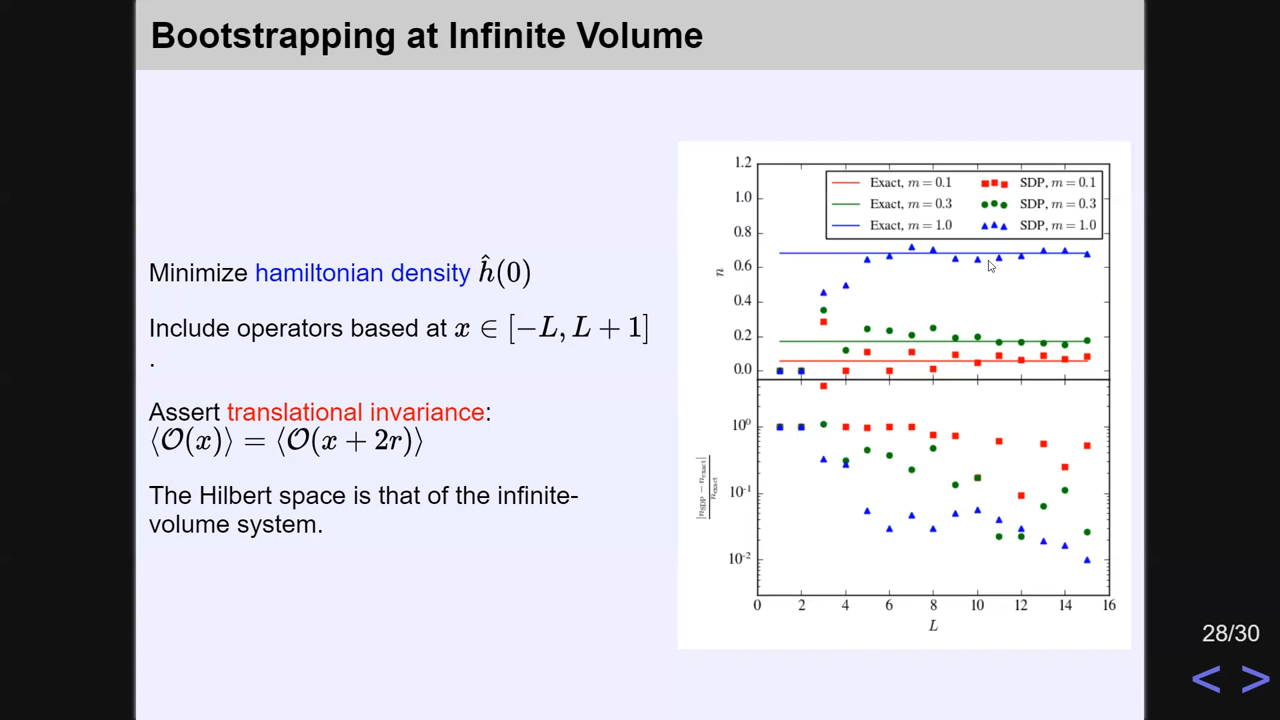 Bootstrapping at Infinite Volume
Minimize hamiltonian density ĥ(0)
Include operators based at x ∈ [−L, L + 1]
.
Assert translational invariance:
⟨𝒪(x)⟩ = ⟨𝒪(x + 2r)⟩
The Hilbert space is that of the infinite-
volume system.
1.2
1.0
0.8
0.6
0.4
0.2
0.0
n
Exact, m = 0.1
SDP, m = 0.1
Exact, m = 0.3
SDP, m = 0.3
Exact, m = 1.0
SDP, m = 1.0
10⁰
10⁻¹
10⁻²
|n_SDP − n_exact| / n_exact
0 2 4 6 8 10 12 14 16
L
28/30
< >